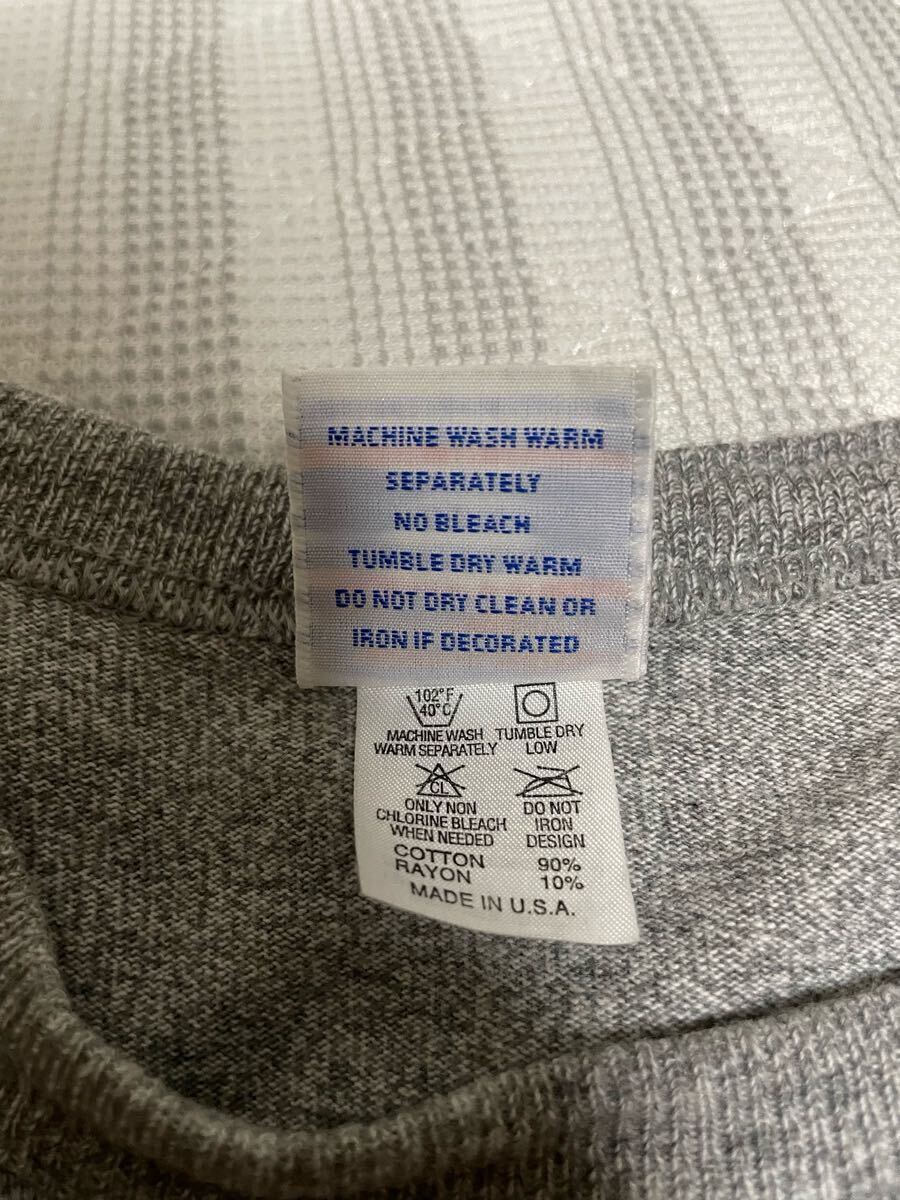 MACHINE WASH WARM
SEPARATELY
NO BLEACH
TUMBLE DRY WARM
DO NOT DRY CLEAN OR
IRON IF DECORATED
102°F
40°C
MACHINE WASH
WARM SEPARATELY
TUMBLE DRY
LOW
CL
ONLY NON
CHLORINE BLEACH
WHEN NEEDED
DO NOT
IRON
DESIGN
COTTON 90%
RAYON 10%
MADE IN U.S.A.